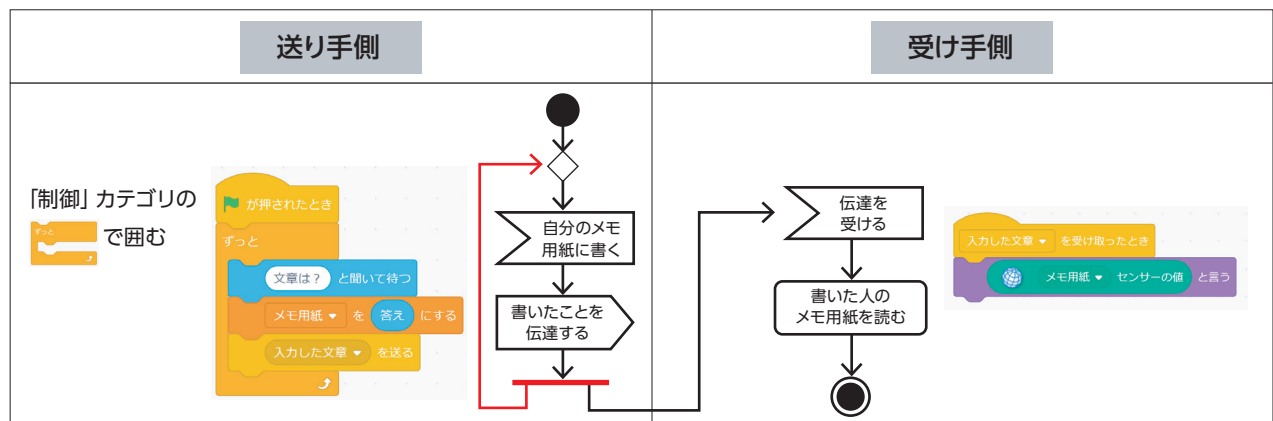 送り手側
受け手側
「制御」カテゴリの
ずっと
で囲む
が押されたとき
ずっと
文章は? と聞いて待つ
メモ用紙 を 答え にする
入力した文章 を送る
自分のメモ
用紙に書く
書いたことを
伝達する
伝達を
受ける
書いた人の
メモ用紙を読む
入力した文章 を受け取ったとき
メモ用紙 センサーの値 と言う